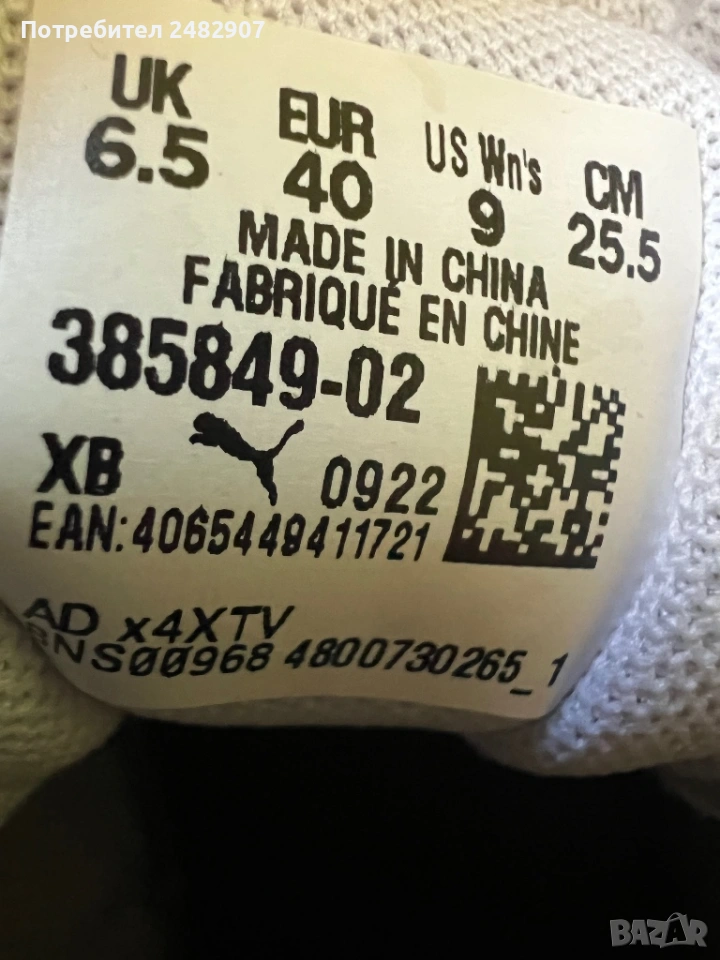 Потребител 2482907
UK EUR US Wn's CM
6.5 40 9 25.5
MADE IN CHINA
FABRIQUÉ EN CHINE
385849-02
XB 0922
EAN:4065449411721
AD x4XTV
4800730265_1
BAZAR